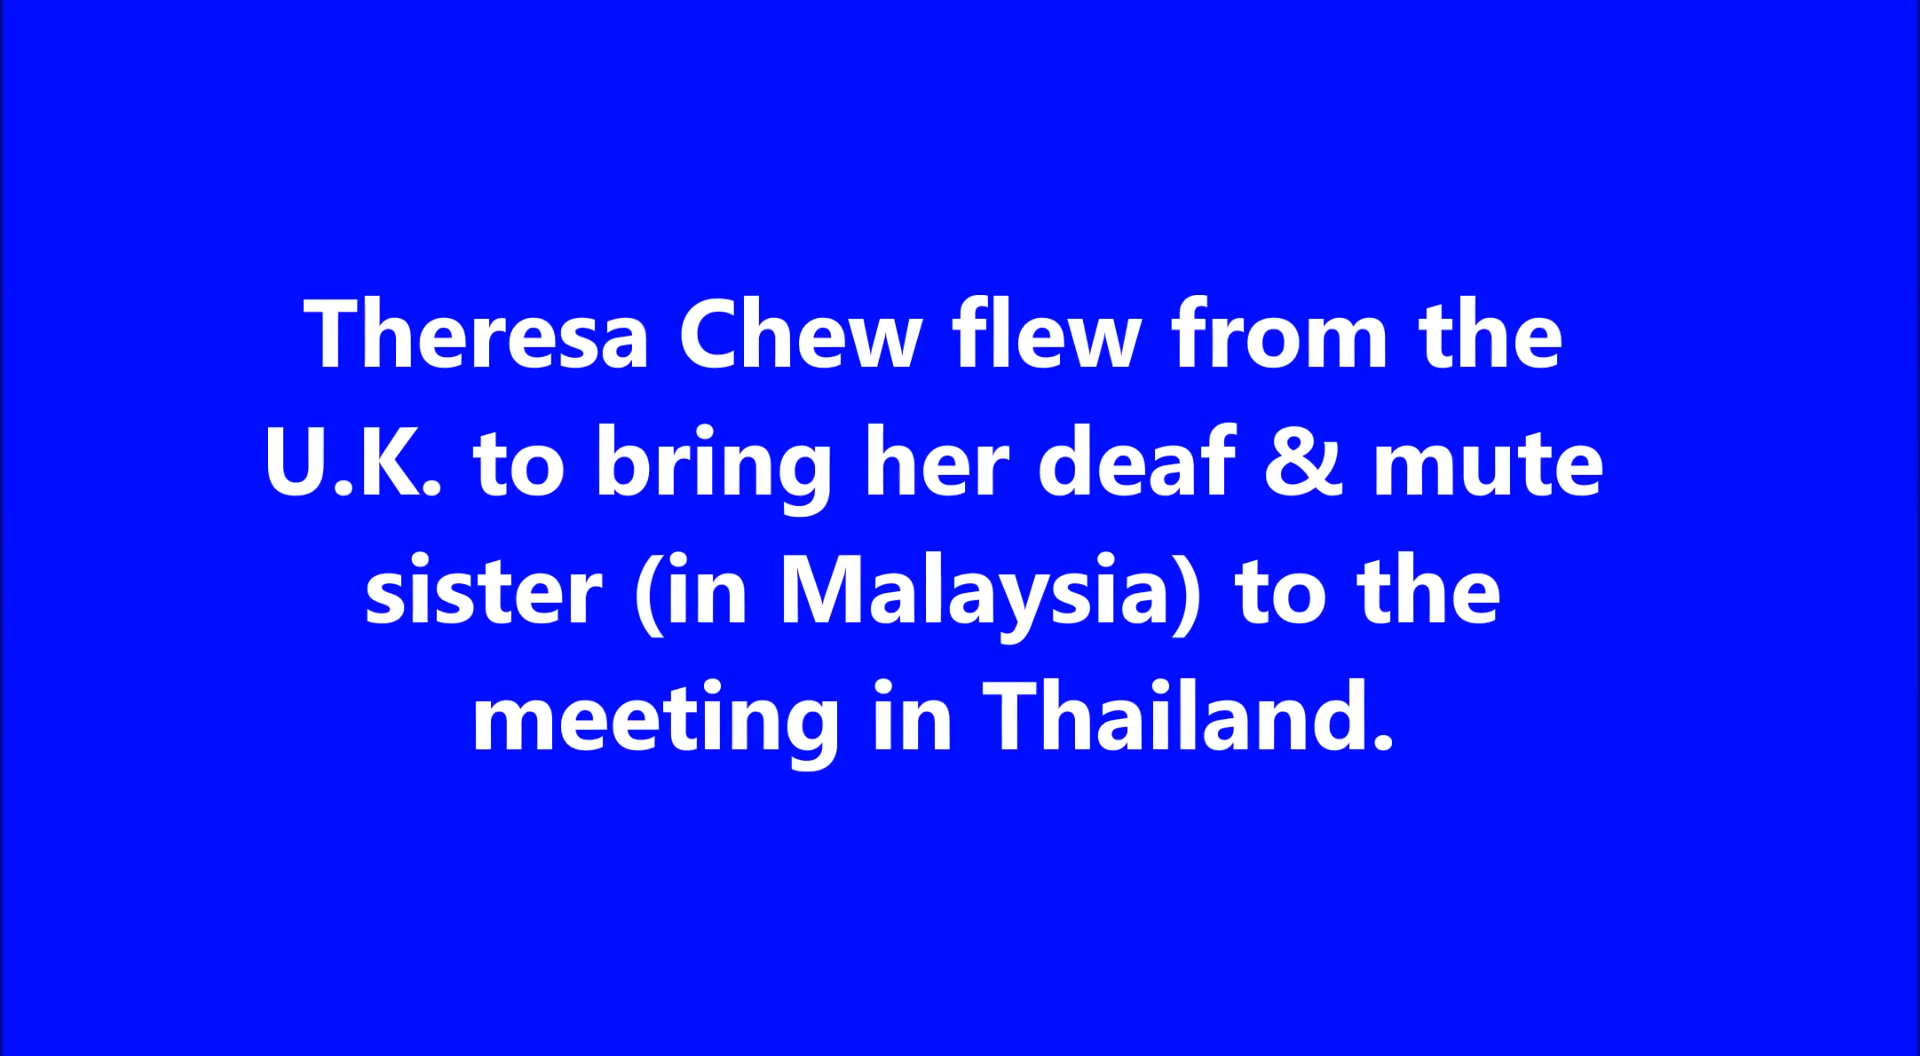 Theresa Chew flew from the
U.K. to bring her deaf & mute
sister (in Malaysia) to the
meeting in Thailand.